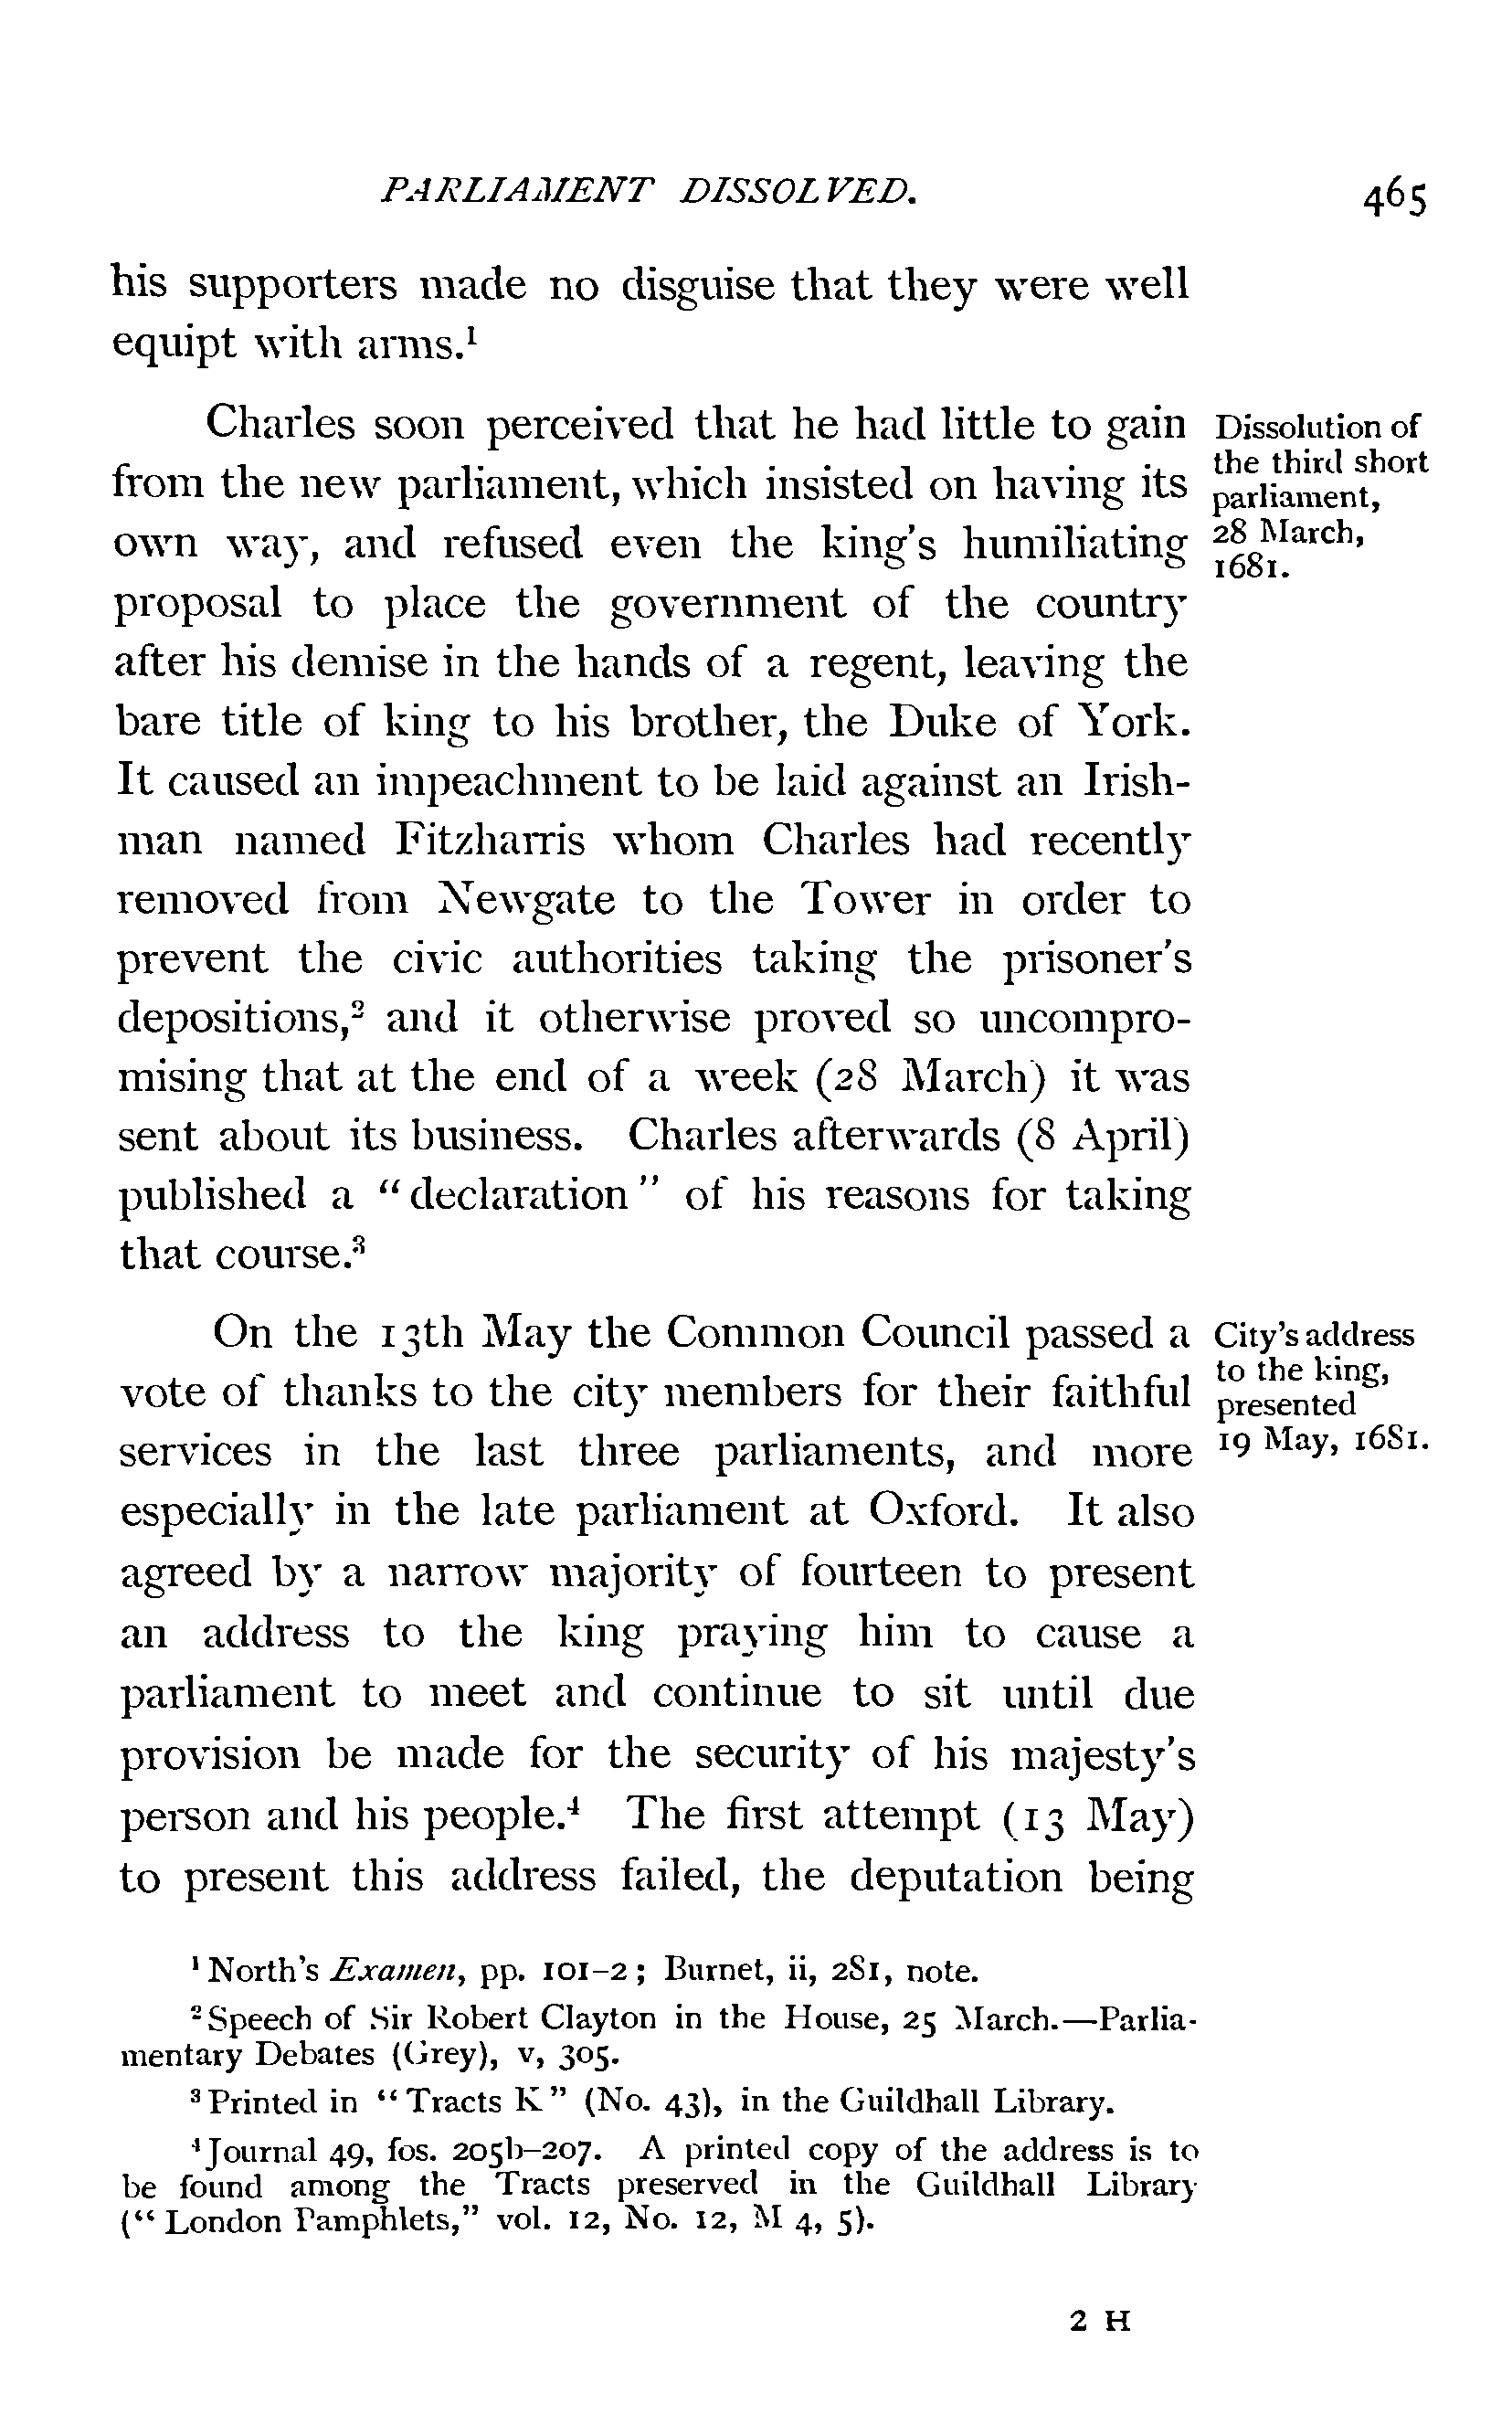 PARLIAMENT DISSOLVED. 465
his supporters made no disguise that they were well
equipt with arms.¹
Charles soon perceived that he had little to gain
from the new parliament, which insisted on having its
own way, and refused even the king's humiliating
proposal to place the government of the country
after his demise in the hands of a regent, leaving the
bare title of king to his brother, the Duke of York.
It caused an impeachment to be laid against an Irish-
man named Fitzharris whom Charles had recently
removed from Newgate to the Tower in order to
prevent the civic authorities taking the prisoner's
depositions,² and it otherwise proved so uncompro-
mising that at the end of a week (28 March) it was
sent about its business. Charles afterwards (8 April)
published a "declaration" of his reasons for taking
that course.³
Dissolution of
the third short
parliament,
28 March,
1681.
On the 13th May the Common Council passed a
vote of thanks to the city members for their faithful
services in the last three parliaments, and more
especially in the late parliament at Oxford. It also
agreed by a narrow majority of fourteen to present
an address to the king praying him to cause a
parliament to meet and continue to sit until due
provision be made for the security of his majesty's
person and his people.⁴ The first attempt (13 May)
to present this address failed, the deputation being
City's address
to the king,
presented
19 May, 1681.
¹ North's Examen, pp. 101-2; Burnet, ii, 281, note.
² Speech of Sir Robert Clayton in the House, 25 March.—Parlia-
mentary Debates (Grey), v, 305.
³ Printed in "Tracts K" (No. 43), in the Guildhall Library.
⁴ Journal 49, fos. 205b-207. A printed copy of the address is to
be found among the Tracts preserved in the Guildhall Library
("London Pamphlets," vol. 12, No. 12, M 4, 5).
2 H